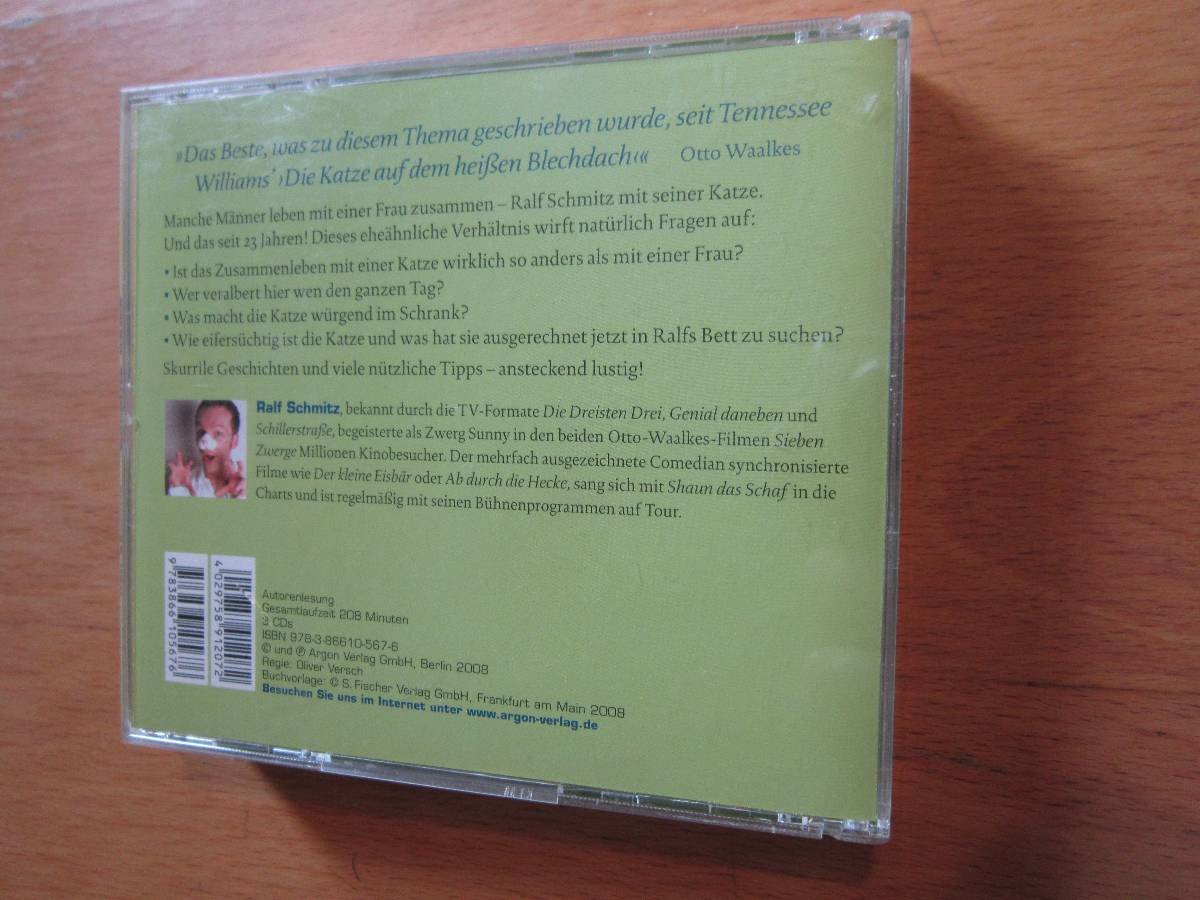 »Das Beste, was zu diesem Thema geschrieben wurde, seit Tennessee
Williams' ›Die Katze auf dem heißen Blechdach‹« Otto Waalkes
Manche Männer leben mit einer Frau zusammen – Ralf Schmitz mit seiner Katze.
Und das seit 23 Jahren! Dieses eheähnliche Verhältnis wirft natürlich Fragen auf:
• Ist das Zusammenleben mit einer Katze wirklich so anders als mit einer Frau?
• Wer veralbert hier wen den ganzen Tag?
• Was macht die Katze würgend im Schrank?
• Wie eifersüchtig ist die Katze und was hat sie ausgerechnet jetzt in Ralfs Bett zu suchen?
Skurrile Geschichten und viele nützliche Tipps – ansteckend lustig!
Ralf Schmitz, bekannt durch die TV-Formate Die Dreisten Drei, Genial daneben und
Schillerstraße, begeisterte als Zwerg Sunny in den beiden Otto-Waalkes-Filmen Sieben
Zwerge Millionen Kinobesucher. Der mehrfach ausgezeichnete Comedian synchronisierte
Filme wie Der kleine Eisbär oder Ab durch die Hecke, sang sich mit Shaun das Schaf in die
Charts und ist regelmäßig mit seinen Bühnenprogrammen auf Tour.
9783866105676
4029758912072
Autorenlesung
Gesamtlaufzeit 208 Minuten
3 CDs
ISBN 978-3-86610-567-6
© und ℗ Argon Verlag GmbH, Berlin 2008
Regie: Oliver Versch
Buchvorlage: © S. Fischer Verlag GmbH, Frankfurt am Main 2008
Besuchen Sie uns im Internet unter www.argon-verlag.de